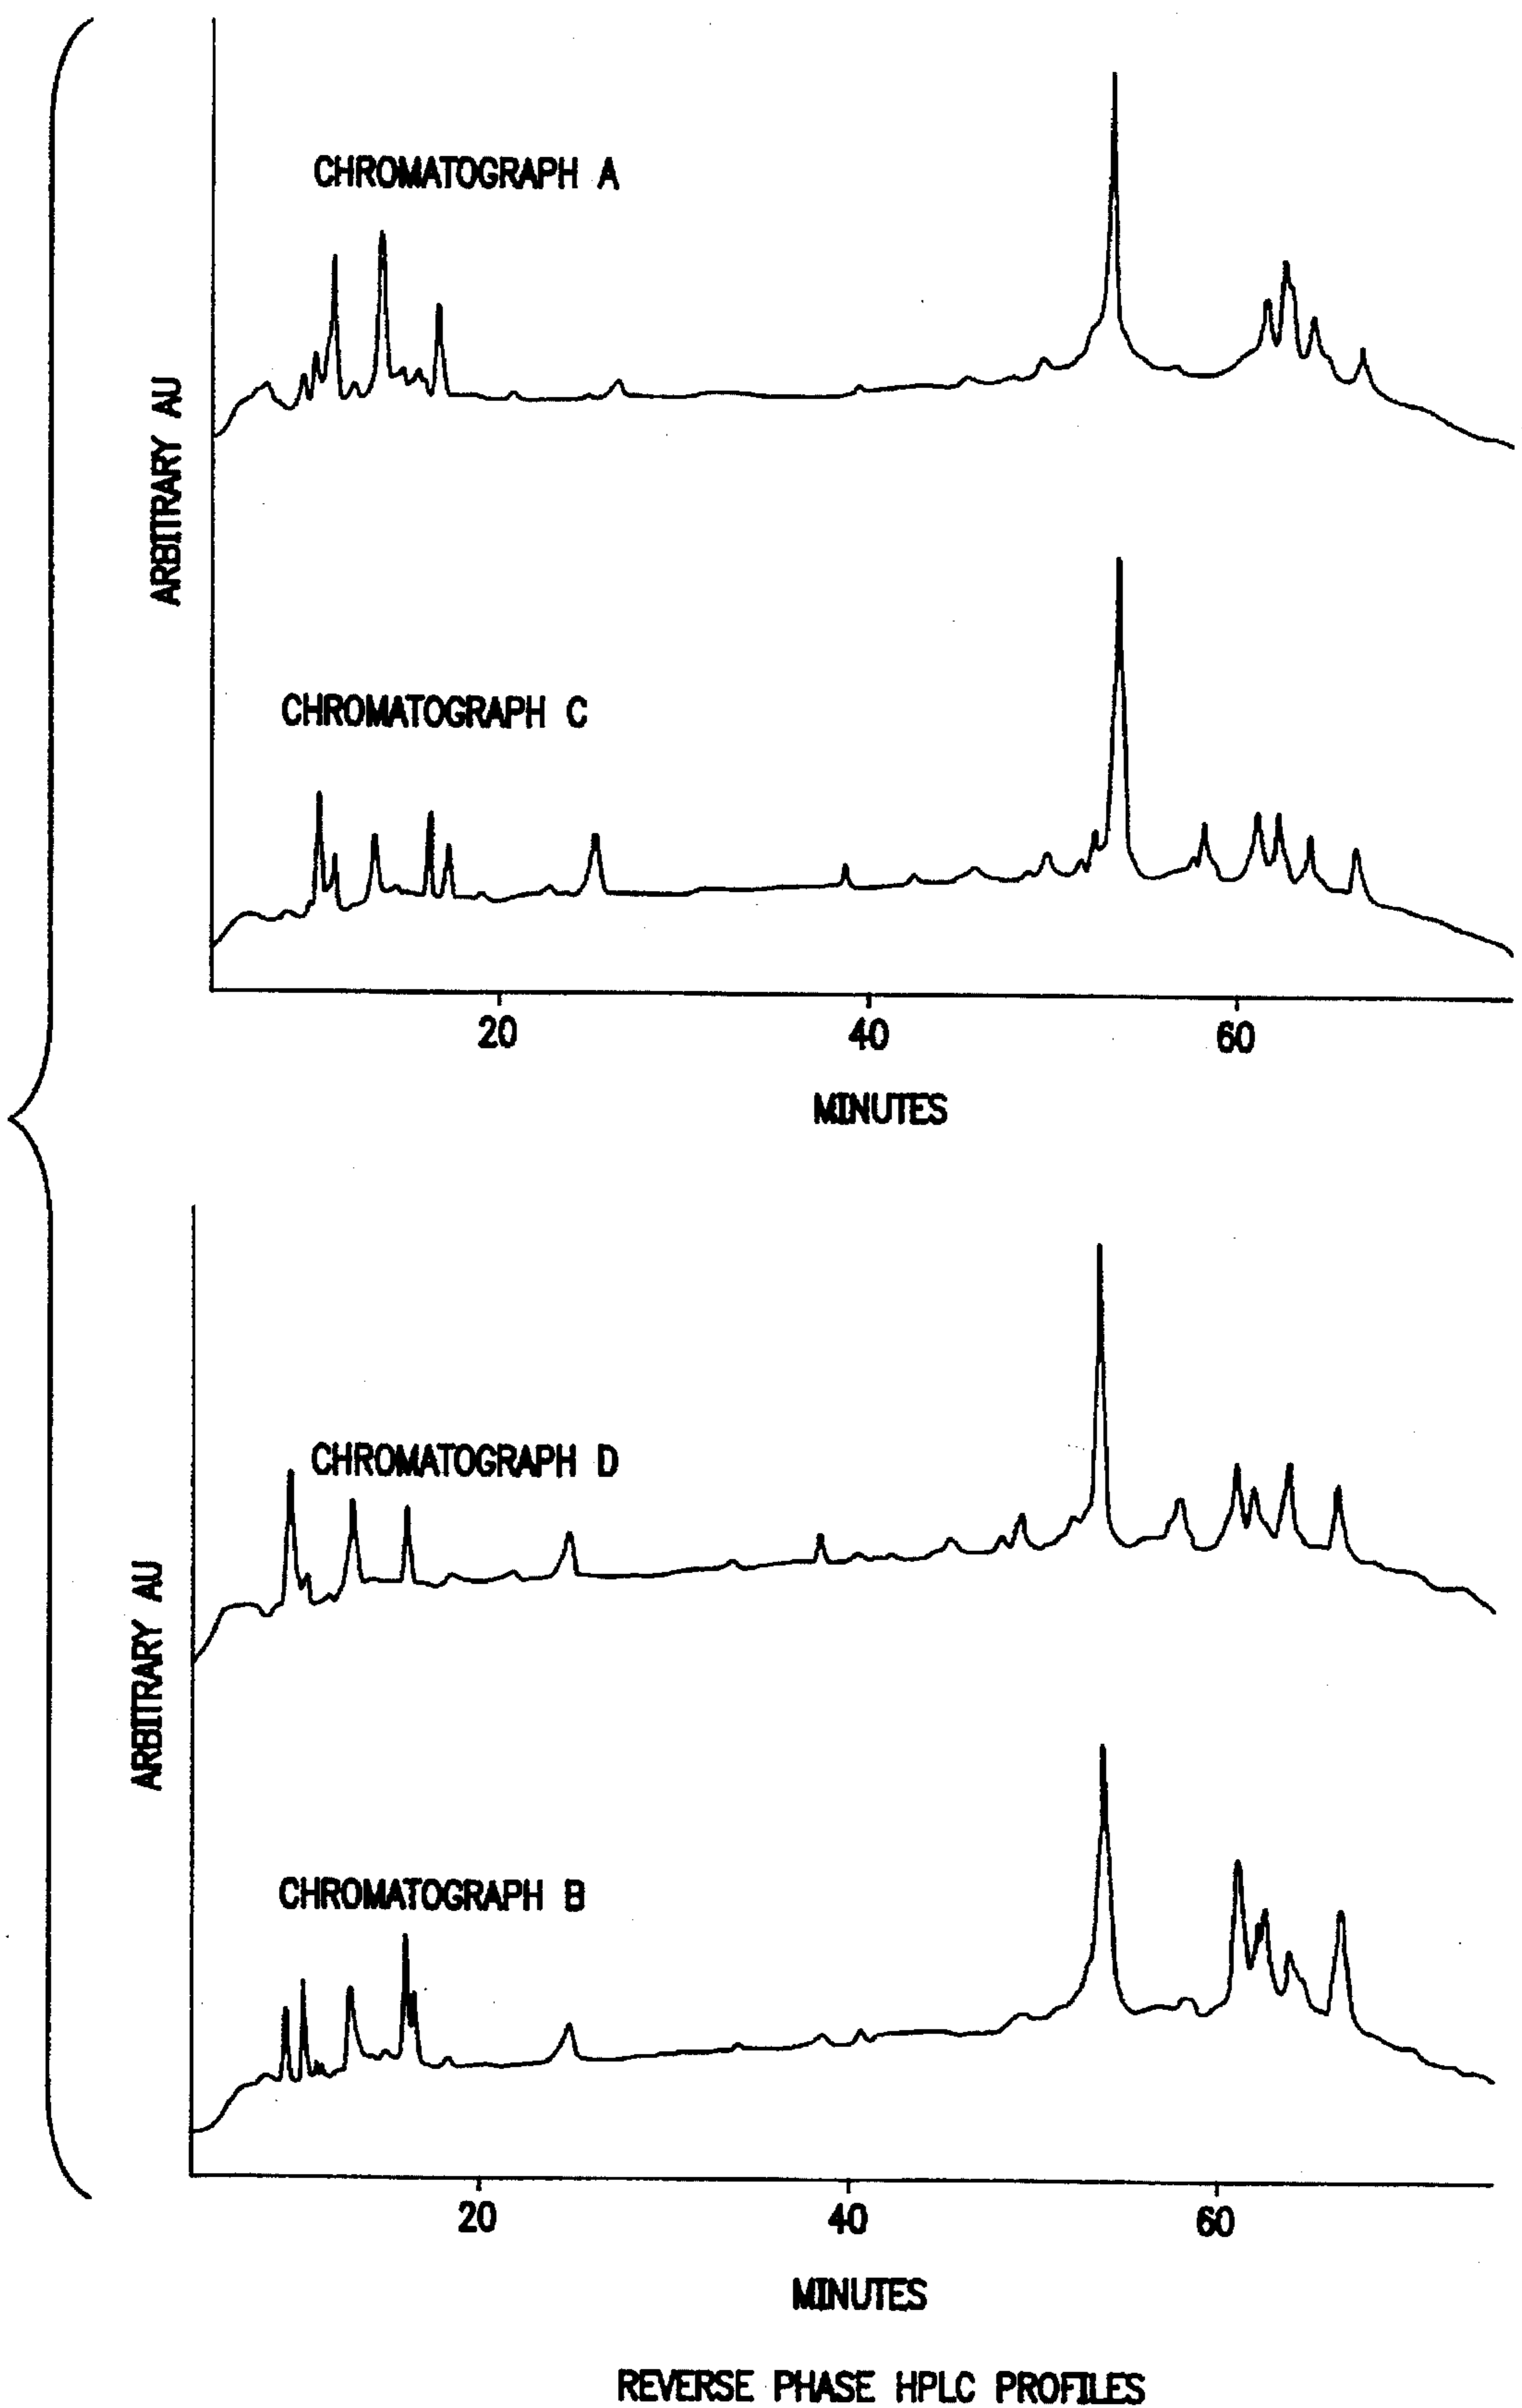 CHROMATOGRAPH A
ARBITRARY AU
CHROMATOGRAPH C
20 40 60
MINUTES
CHROMATOGRAPH D
ARBITRARY AU
CHROMATOGRAPH B
20 40 60
MINUTES
REVERSE PHASE HPLC PROFILES